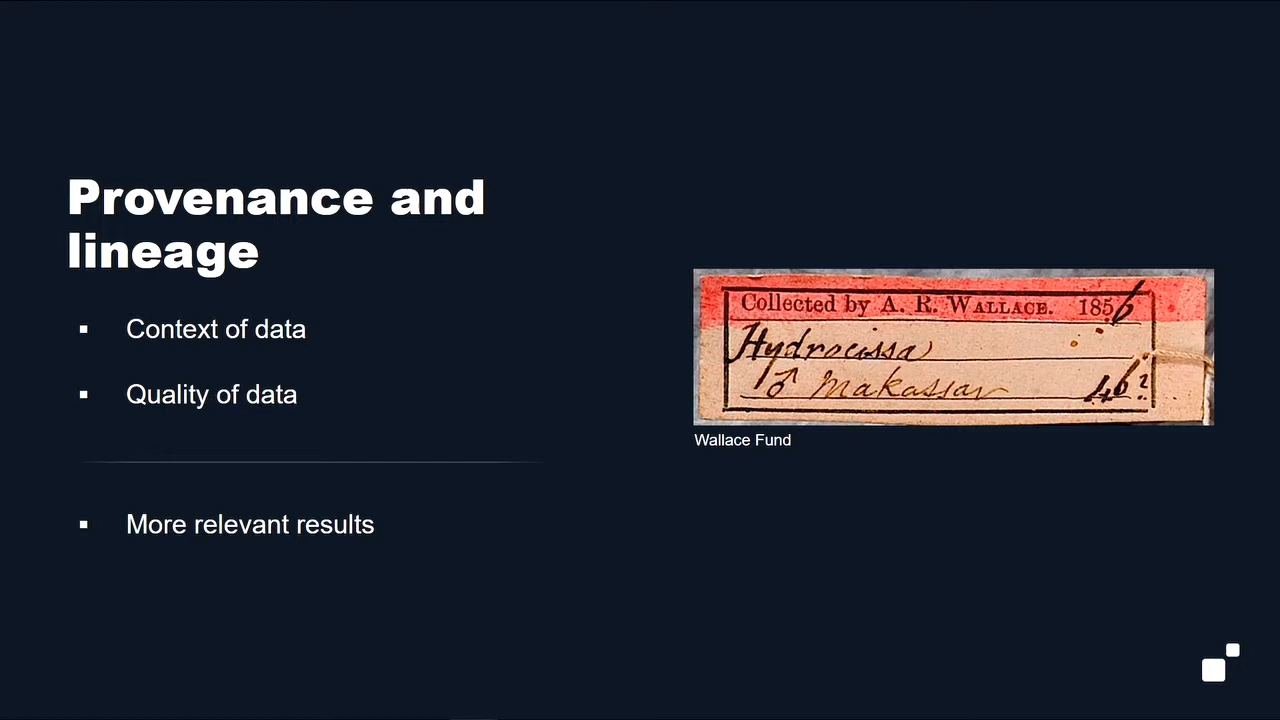 Provenance and
lineage
▪ Context of data
▪ Quality of data
▪ More relevant results
Collected by A. R. WALLACE. 1856
Hydrocissa
♂ Makassar 46?
Wallace Fund